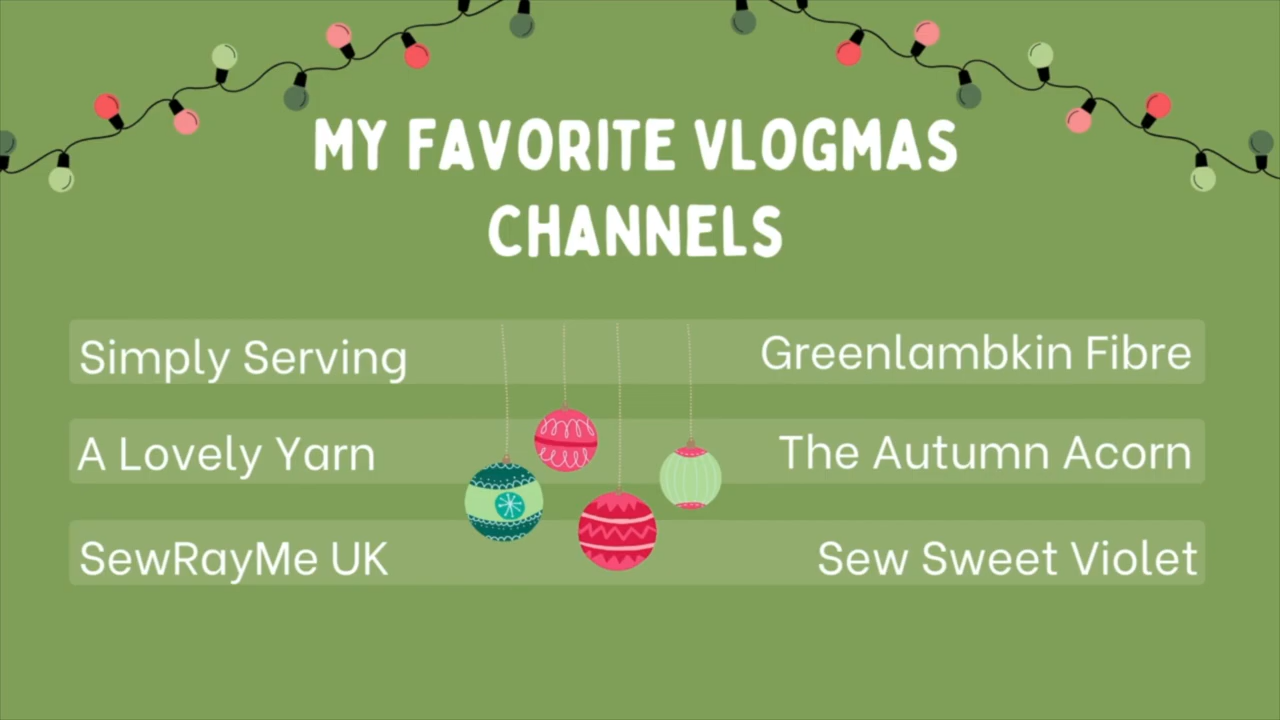 MY FAVORITE VLOGMAS
CHANNELS
Simply Serving
Greenlambkin Fibre
A Lovely Yarn
The Autumn Acorn
SewRayMe UK
Sew Sweet Violet